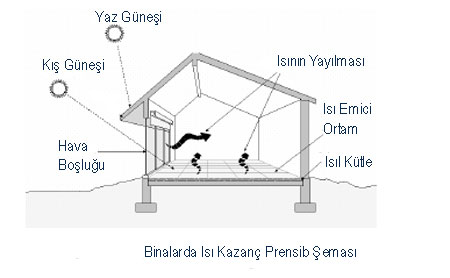 Yaz Güneşi
Kış Güneşi
Isının Yayılması
Isı Emici
Ortam
Hava
Boşluğu
Isıl Kütle
Binalarda Isı Kazanç Prensib Şeması